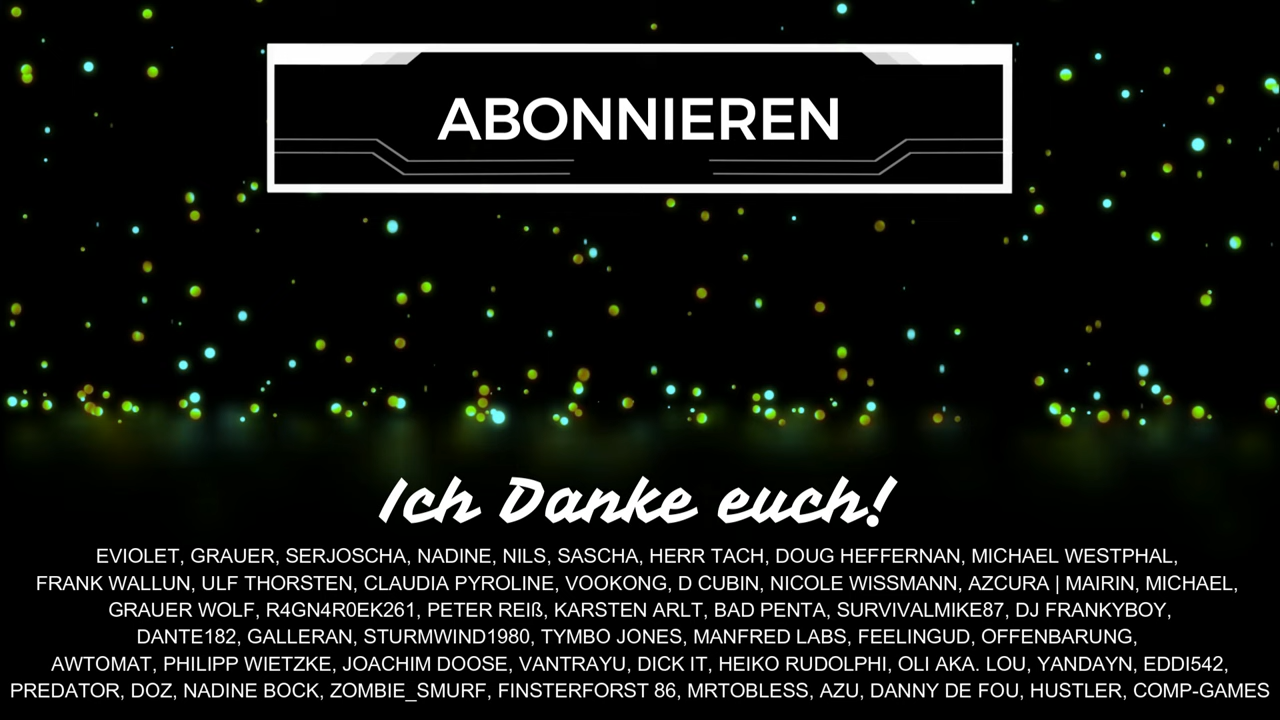 ABONNIEREN
Ich Danke euch!
EVIOLET, GRAUER, SERJOSCHA, NADINE, NILS, SASCHA, HERR TACH, DOUG HEFFERNAN, MICHAEL WESTPHAL,
FRANK WALLUN, ULF THORSTEN, CLAUDIA PYROLINE, VOOKONG, D CUBIN, NICOLE WISSMANN, AZCURA | MAIRIN, MICHAEL,
GRAUER WOLF, R4GN4R0EK261, PETER REIß, KARSTEN ARLT, BAD PENTA, SURVIVALMIKE87, DJ FRANKYBOY,
DANTE182, GALLERAN, STURMWIND1980, TYMBO JONES, MANFRED LABS, FEELINGUD, OFFENBARUNG,
AWTOMAT, PHILIPP WIETZKE, JOACHIM DOOSE, VANTRAYU, DICK IT, HEIKO RUDOLPHI, OLI AKA. LOU, YANDAYN, EDDI542,
PREDATOR, DOZ, NADINE BOCK, ZOMBIE_SMURF, FINSTERFORST 86, MRTOBLESS, AZU, DANNY DE FOU, HUSTLER, COMP-GAMES